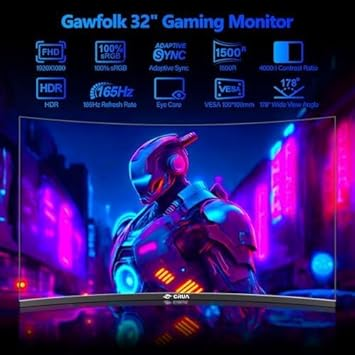 Gawfolk 32" Gaming Monitor
FHD
1920X1080
100%
sRGB
100% sRGB
ADAPTIVE
SYNC
Adaptive Sync
1500R
1500R
4000:1 Contrast Ratio
HDR
HDR
165Hz
165Hz Refresh Rate
Eye Care
VESA
VESA 100*100mm
178°
178° Wide View Angle
CRUA